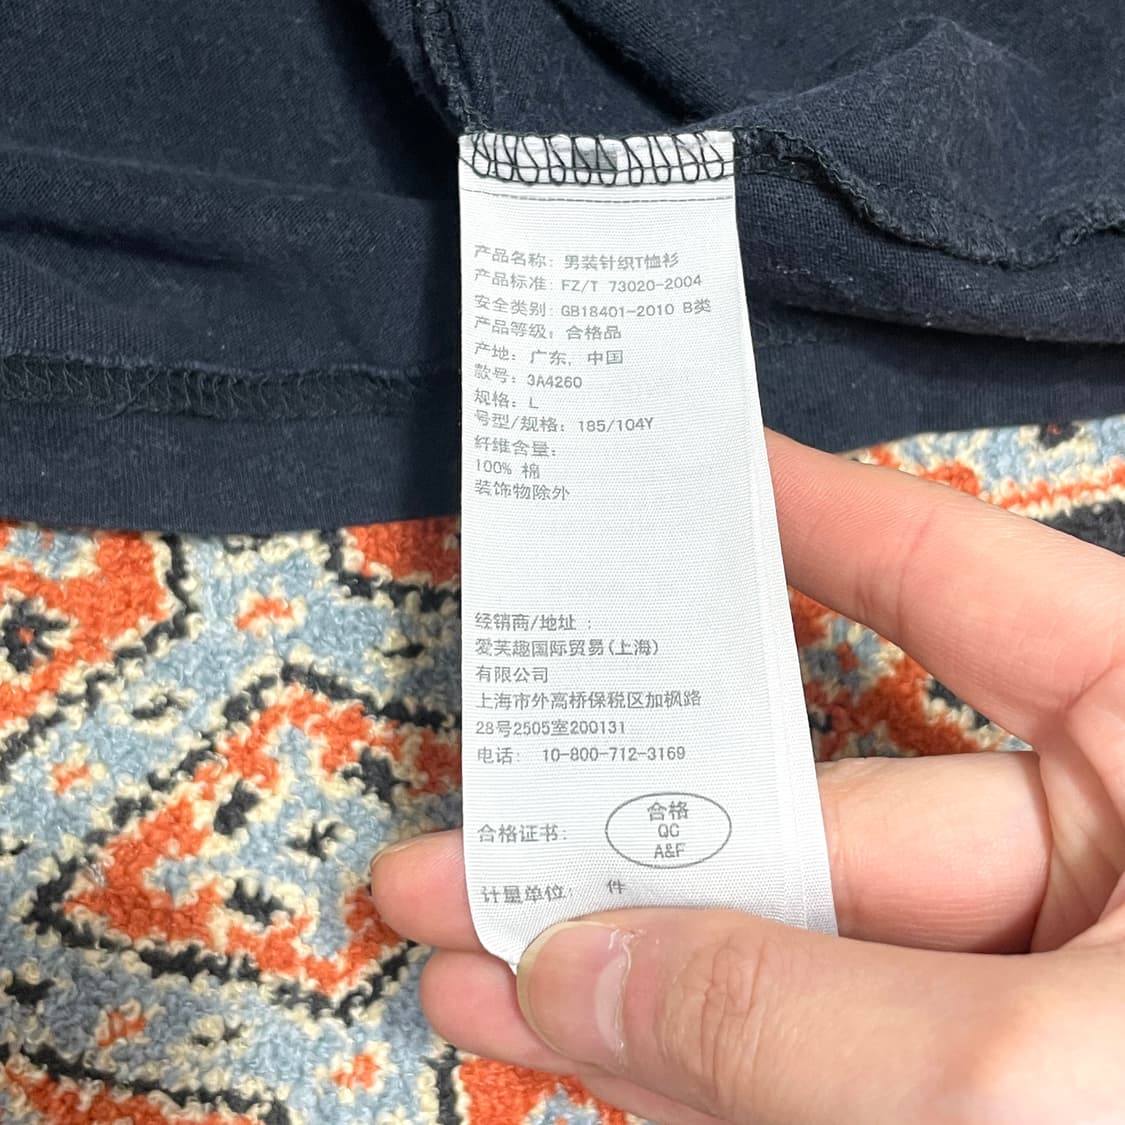 产品名称: 男装针织T恤衫
产品标准: FZ/T 73020-2004
安全类别: GB18401-2010 B类
产品等级: 合格品
产地: 广东, 中国
款号: 3A4260
规格: L
号型/规格: 185/104Y
纤维含量:
100% 棉
装饰物除外
经销商/地址 :
爱芙趣国际贸易(上海)
有限公司
上海市外高桥保税区加枫路
28号2505室200131
电话: 10-800-712-3169
合格证书:
合格
QC
A&F
计量单位: 件